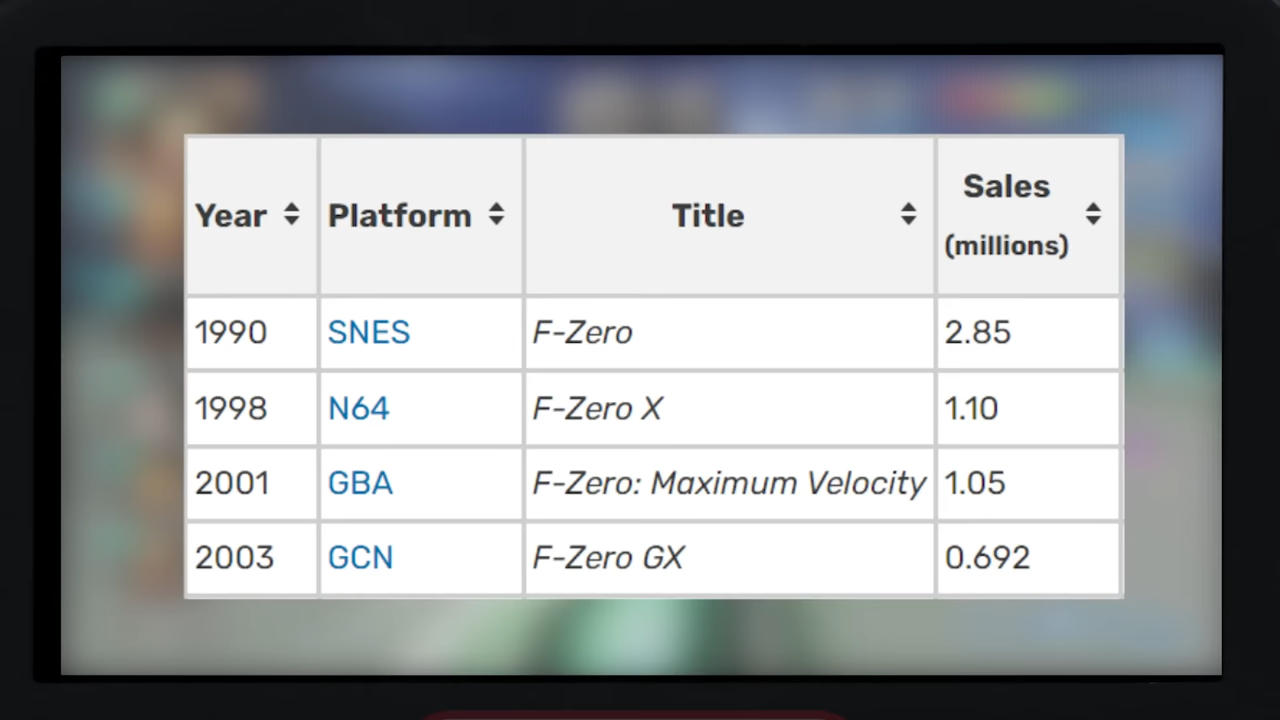 Year Platform Title Sales (millions)
1990 SNES F-Zero 2.85
1998 N64 F-Zero X 1.10
2001 GBA F-Zero: Maximum Velocity 1.05
2003 GCN F-Zero GX 0.692